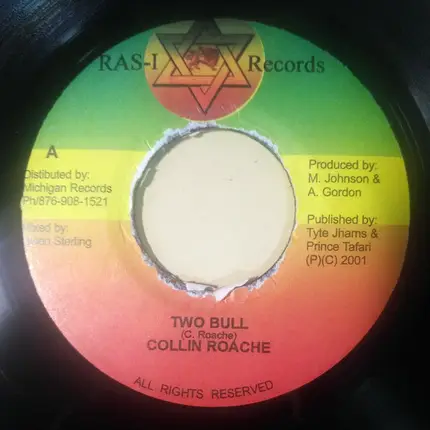 RAS-I Records
A
Distibuted by:
Michigan Records
Ph/876-908-1521
Mixed by:
Sterling
Produced by:
M. Johnson &
A. Gordon
Published by:
Tyte Jhams &
Prince Tafari
(P)(C) 2001
TWO BULL
(C. Roache)
COLLIN ROACHE
ALL RIGHTS RESERVED